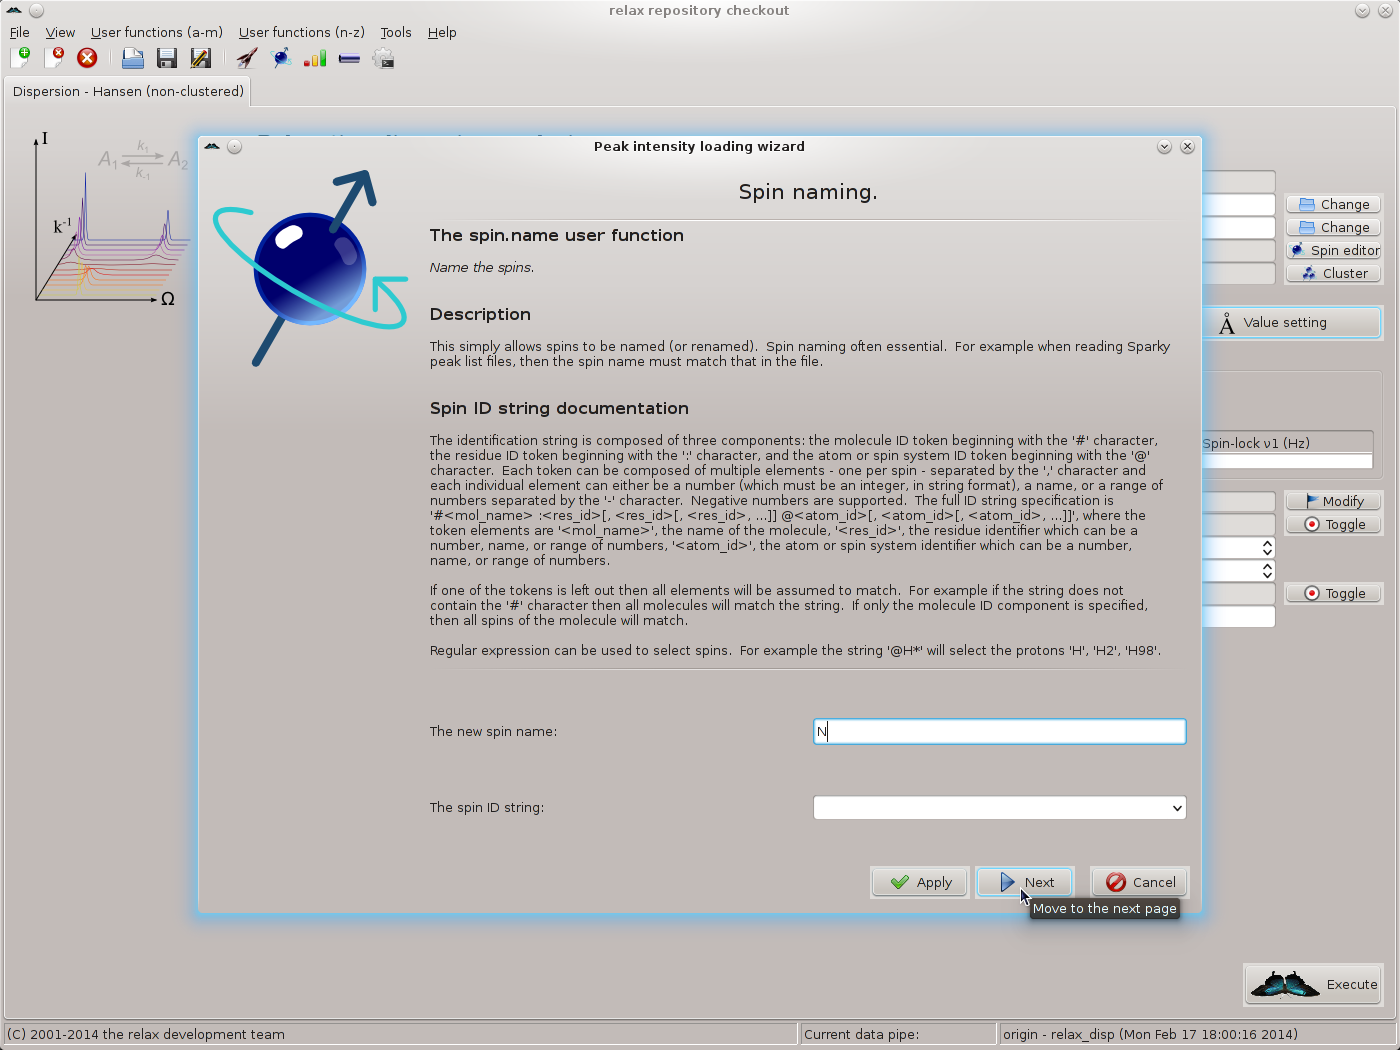 relax repository checkout
File View User functions (a-m) User functions (n-z) Tools Help
Dispersion - Hansen (non-clustered)
I
A1 k1 k-1 A2
k-1
Ω
Peak intensity loading wizard
Spin naming.
The spin.name user function
Name the spins.
Description
This simply allows spins to be named (or renamed).  Spin naming often essential.  For example when reading Sparky
peak list files, then the spin name must match that in the file.
Spin ID string documentation
The identification string is composed of three components: the molecule ID token beginning with the '#' character,
the residue ID token beginning with the ':' character, and the atom or spin system ID token beginning with the '@'
character.  Each token can be composed of multiple elements - one per spin - separated by the ',' character and
each individual element can either be a number (which must be an integer, in string format), a name, or a range of
numbers separated by the '-' character.  Negative numbers are supported.  The full ID string specification is
'#<mol_name> :<res_id>[, <res_id>[, <res_id>, ...]] @<atom_id>[, <atom_id>[, <atom_id>, ...]]', where the
token elements are '<mol_name>', the name of the molecule, '<res_id>', the residue identifier which can be a
number, name, or range of numbers, '<atom_id>', the atom or spin system identifier which can be a number,
name, or range of numbers.
If one of the tokens is left out then all elements will be assumed to match.  For example if the string does not
contain the '#' character then all molecules will match the string.  If only the molecule ID component is specified,
then all spins of the molecule will match.
Regular expression can be used to select spins.  For example the string '@H*' will select the protons 'H', 'H2', 'H98'.
The new spin name: N
The spin ID string:
Apply Next Cancel
Move to the next page
Change
Change
Spin editor
Cluster
Å Value setting
Spin-lock ν1 (Hz)
Modify
Toggle
Toggle
Execute
(C) 2001-2014 the relax development team
Current data pipe:
origin - relax_disp (Mon Feb 17 18:00:16 2014)